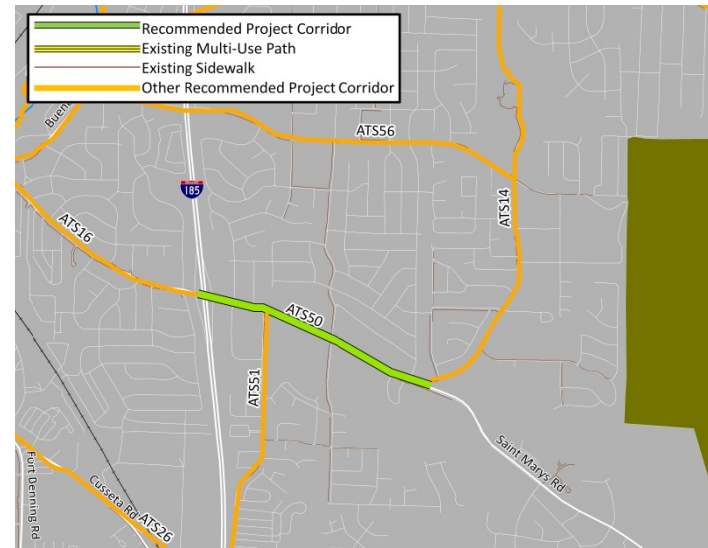 Recommended Project Corridor
Existing Multi-Use Path
Existing Sidewalk
Other Recommended Project Corridor
Buena
ATS56
185
ATS14
ATS16
ATS50
ATS51
Saint Marys Rd
Fort Denning Rd
Cusseta Rd
ATS26